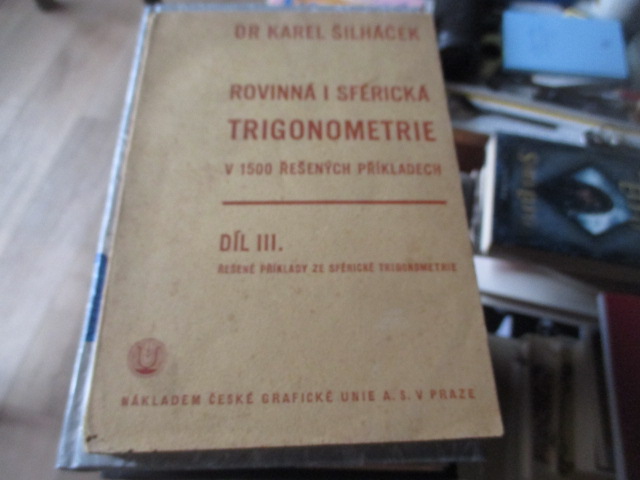 DR KAREL ŠILHÁČEK
ROVINNÁ I SFÉRICKÁ
TRIGONOMETRIE
V 1500 ŘEŠENÝCH PŘÍKLADECH
DÍL III.
ŘEŠENÉ PŘÍKLADY ZE SFÉRICKÉ TRIGONOMETRIE
NÁKLADEM ČESKÉ GRAFICKÉ UNIE A. S. V PRAZE